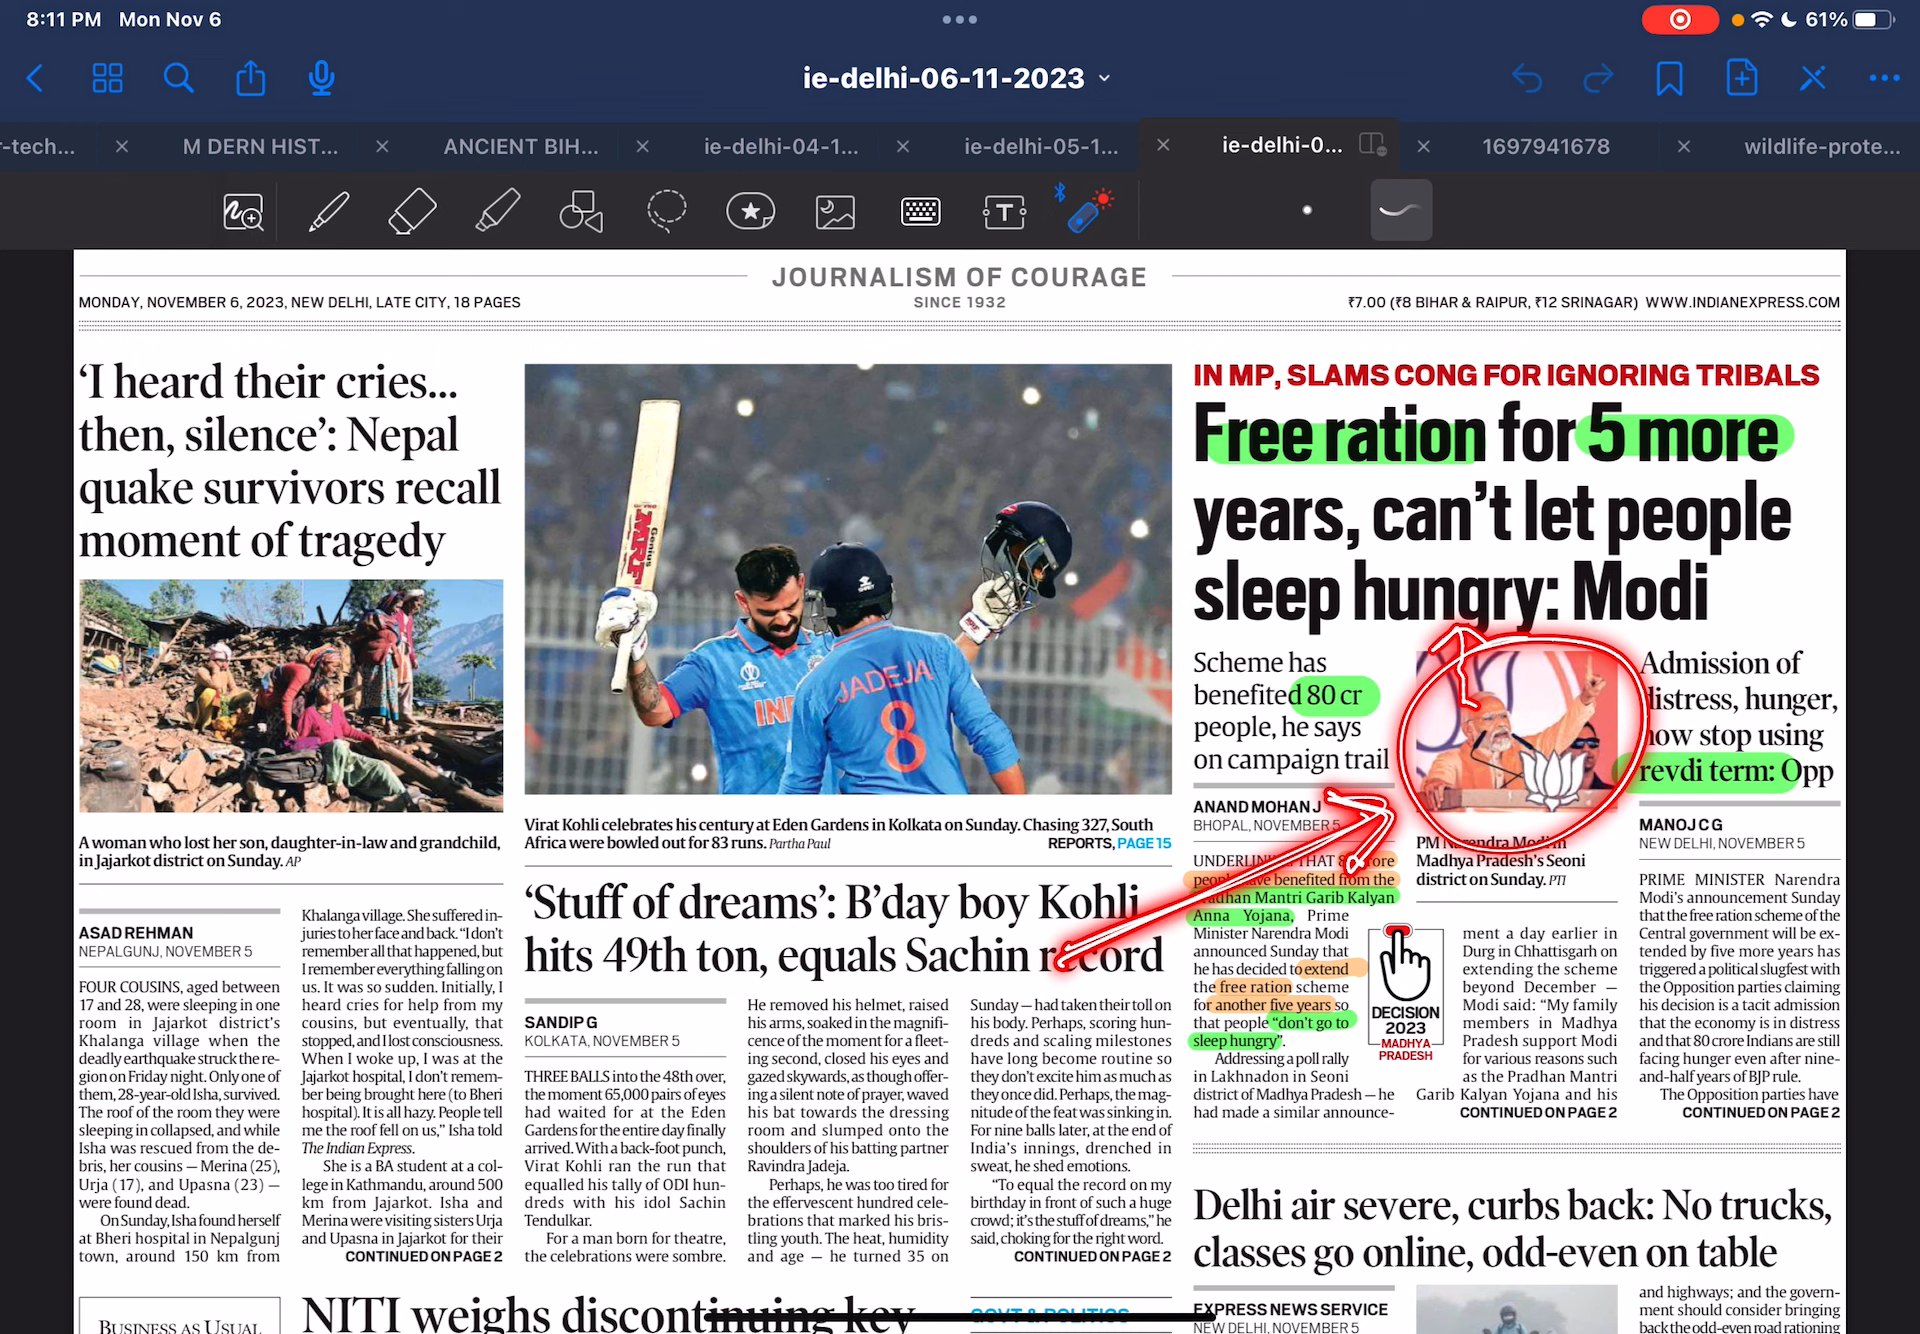 8:11 PM Mon Nov 6
61%
ie-delhi-06-11-2023
-tech...
M DERN HIST...
ANCIENT BIH...
ie-delhi-04-1...
ie-delhi-05-1...
ie-delhi-0...
1697941678
wildlife-prote...
JOURNALISM OF COURAGE
SINCE 1932
MONDAY, NOVEMBER 6, 2023, NEW DELHI, LATE CITY, 18 PAGES
₹7.00 (₹8 BIHAR & RAIPUR, ₹12 SRINAGAR) WWW.INDIANEXPRESS.COM
‘I heard their cries...
then, silence’: Nepal
quake survivors recall
moment of tragedy
A woman who lost her son, daughter-in-law and grandchild,
in Jajarkot district on Sunday. AP
ASAD REHMAN
NEPALGUNJ, NOVEMBER 5
FOUR COUSINS, aged between
17 and 28, were sleeping in one
room in Jajarkot district’s
Khalanga village when the
deadly earthquake struck the re-
gion on Friday night. Only one of
them, 28-year-old Isha, survived.
The roof of the room they were
sleeping in collapsed, and while
Isha was rescued from the de-
bris, her cousins — Merina (25),
Urja (17), and Upasna (23) —
were found dead.
On Sunday, Isha found herself
at Bheri hospital in Nepalgunj
town, around 150 km from
Khalanga village. She suffered in-
juries to her face and back. “I don’t
remember all that happened, but
I remember everything falling on
us. It was so sudden. Initially, I
heard cries for help from my
cousins, but eventually, that
stopped, and I lost consciousness.
When I woke up, I was at the
Jajarkot hospital, I don’t remem-
ber being brought here (to Bheri
hospital). It is all hazy. People tell
me the roof fell on us,” Isha told
The Indian Express.
She is a BA student at a col-
lege in Kathmandu, around 500
km from Jajarkot. Isha and
Merina were visiting sisters Urja
and Upasna in Jajarkot for their
CONTINUED ON PAGE 2
MRF
Genius
IND
JADEJA
8
Virat Kohli celebrates his century at Eden Gardens in Kolkata on Sunday. Chasing 327, South
Africa were bowled out for 83 runs. Partha Paul
REPORTS, PAGE 15
‘Stuff of dreams’: B’day boy Kohli
hits 49th ton, equals Sachin record
SANDIP G
KOLKATA, NOVEMBER 5
THREE BALLS into the 48th over,
the moment 65,000 pairs of eyes
had waited for at the Eden
Gardens for the entire day finally
arrived. With a back-foot punch,
Virat Kohli ran the run that
equalled his tally of ODI hun-
dreds with his idol Sachin
Tendulkar.
For a man born for theatre,
the celebrations were sombre.
He removed his helmet, raised
his arms, soaked in the magnifi-
cence of the moment for a fleet-
ing second, closed his eyes and
gazed skywards, as though offer-
ing a silent note of prayer, waved
his bat towards the dressing
room and slumped onto the
shoulders of his batting partner
Ravindra Jadeja.
Perhaps, he was too tired for
the effervescent hundred cele-
brations that marked his bris-
tling youth. The heat, humidity
and age — he turned 35 on
Sunday — had taken their toll on
his body. Perhaps, scoring hun-
dreds and scaling milestones
have long become routine so
they don’t excite him as much as
they once did. Perhaps, the mag-
nitude of the feat was sinking in.
For nine balls later, at the end of
India’s innings, drenched in
sweat, he shed emotions.
“To equal the record on my
birthday in front of such a huge
crowd; it’s the stuff of dreams,” he
said, choking for the right word.
CONTINUED ON PAGE 2
IN MP, SLAMS CONG FOR IGNORING TRIBALS
Free ration for 5 more
years, can’t let people
sleep hungry: Modi
Scheme has
benefited 80 cr
people, he says
on campaign trail
ANAND MOHAN J
BHOPAL, NOVEMBER 5
UNDERLINING THAT 80 crore
people have benefited from the
Pradhan Mantri Garib Kalyan
Anna Yojana, Prime
Minister Narendra Modi
announced Sunday that
he has decided to extend
the free ration scheme
for another five years so
that people “don’t go to
sleep hungry”.
Addressing a poll rally
in Lakhnadon in Seoni
district of Madhya Pradesh — he
had made a similar announce-
PM Narendra Modi in
Madhya Pradesh’s Seoni
district on Sunday. PTI
DECISION
2023
MADHYA
PRADESH
ment a day earlier in
Durg in Chhattisgarh on
extending the scheme
beyond December —
Modi said: “My family
members in Madhya
Pradesh support Modi
for various reasons such
as the Pradhan Mantri
Garib Kalyan Yojana and his
CONTINUED ON PAGE 2
Admission of
distress, hunger,
now stop using
revdi term: Opp
MANOJ C G
NEW DELHI, NOVEMBER 5
PRIME MINISTER Narendra
Modi’s announcement Sunday
that the free ration scheme of the
Central government will be ex-
tended by five more years has
triggered a political slugfest with
the Opposition parties claiming
his decision is a tacit admission
that the economy is in distress
and that 80 crore Indians are still
facing hunger even after nine-
and-half years of BJP rule.
The Opposition parties have
CONTINUED ON PAGE 2
Delhi air severe, curbs back: No trucks,
classes go online, odd-even on table
EXPRESS NEWS SERVICE
NEW DELHI, NOVEMBER 5
and highways; and the govern-
ment should consider bringing
back the odd-even road rationing
BUSINESS AS USUAL
NITI weighs discontinuing key
GOVT & POLITICS